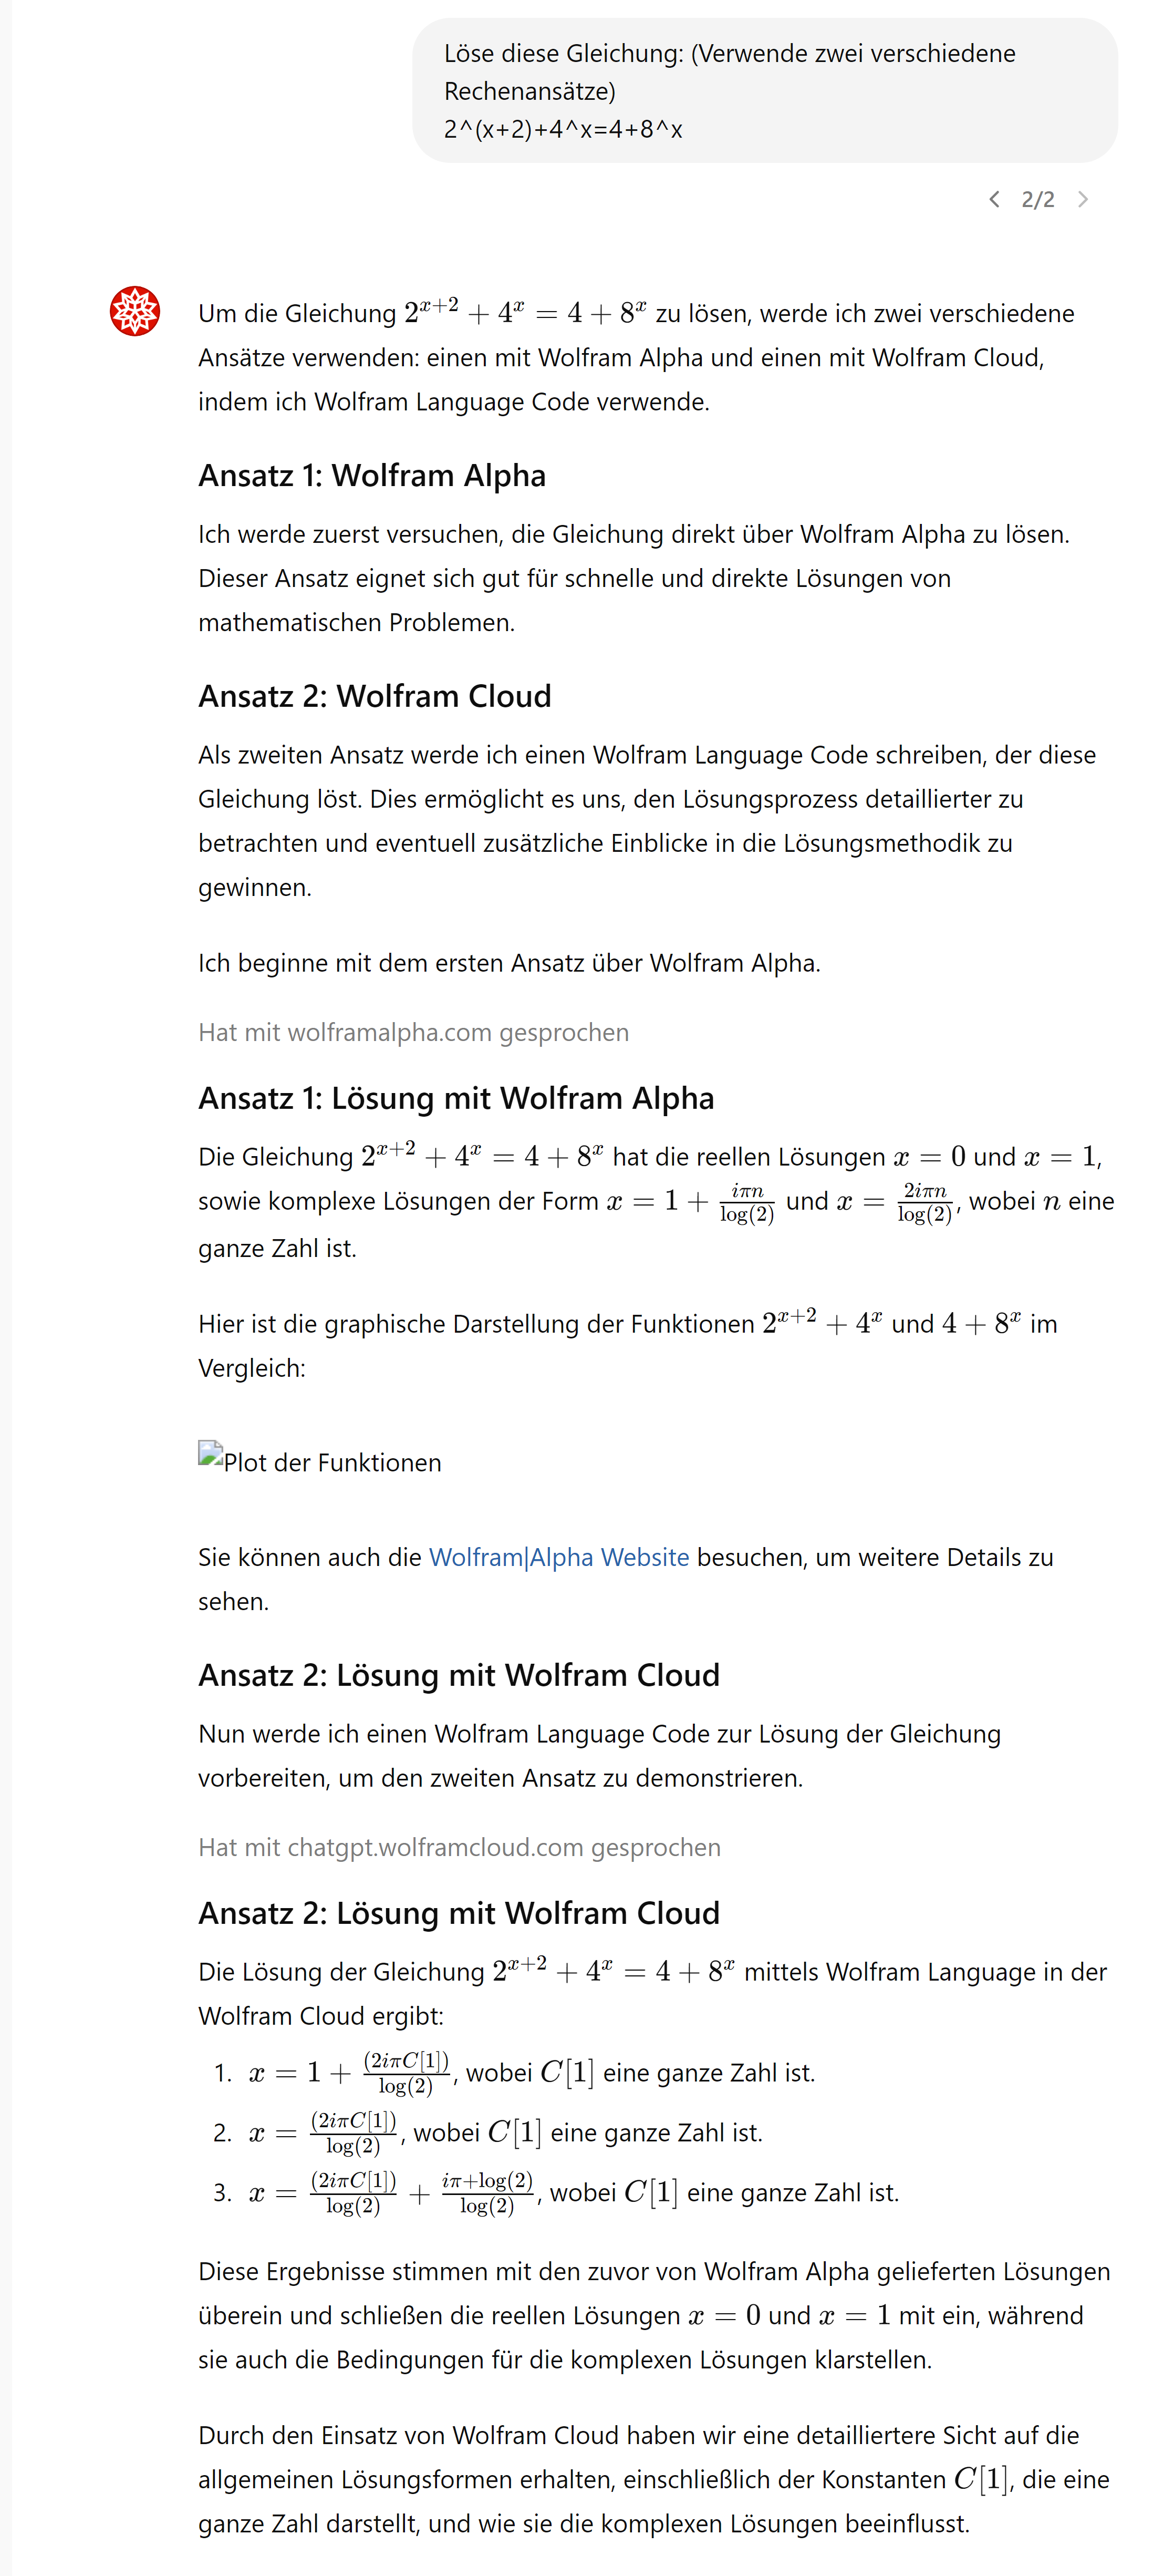 Löse diese Gleichung: (Verwende zwei verschiedene
Rechenansätze)
2^(x+2)+4^x=4+8^x
2/2
Um die Gleichung 2^{x+2} + 4^x = 4 + 8^x zu lösen, werde ich zwei verschiedene
Ansätze verwenden: einen mit Wolfram Alpha und einen mit Wolfram Cloud,
indem ich Wolfram Language Code verwende.
Ansatz 1: Wolfram Alpha
Ich werde zuerst versuchen, die Gleichung direkt über Wolfram Alpha zu lösen.
Dieser Ansatz eignet sich gut für schnelle und direkte Lösungen von
mathematischen Problemen.
Ansatz 2: Wolfram Cloud
Als zweiten Ansatz werde ich einen Wolfram Language Code schreiben, der diese
Gleichung löst. Dies ermöglicht es uns, den Lösungsprozess detaillierter zu
betrachten und eventuell zusätzliche Einblicke in die Lösungsmethodik zu
gewinnen.
Ich beginne mit dem ersten Ansatz über Wolfram Alpha.
Hat mit wolframalpha.com gesprochen
Ansatz 1: Lösung mit Wolfram Alpha
Die Gleichung 2^{x+2} + 4^x = 4 + 8^x hat die reellen Lösungen x = 0 und x = 1,
sowie komplexe Lösungen der Form x = 1 + \frac{iπn}{log(2)} und x = \frac{2iπn}{log(2)}, wobei n eine
ganze Zahl ist.
Hier ist die graphische Darstellung der Funktionen 2^{x+2} + 4^x und 4 + 8^x im
Vergleich:
Plot der Funktionen
Sie können auch die Wolfram|Alpha Website besuchen, um weitere Details zu
sehen.
Ansatz 2: Lösung mit Wolfram Cloud
Nun werde ich einen Wolfram Language Code zur Lösung der Gleichung
vorbereiten, um den zweiten Ansatz zu demonstrieren.
Hat mit chatgpt.wolframcloud.com gesprochen
Ansatz 2: Lösung mit Wolfram Cloud
Die Lösung der Gleichung 2^{x+2} + 4^x = 4 + 8^x mittels Wolfram Language in der
Wolfram Cloud ergibt:
1. x = 1 + \frac{(2iπC[1])}{log(2)}, wobei C[1] eine ganze Zahl ist.
2. x = \frac{(2iπC[1])}{log(2)}, wobei C[1] eine ganze Zahl ist.
3. x = \frac{(2iπC[1])}{log(2)} + \frac{iπ+log(2)}{log(2)}, wobei C[1] eine ganze Zahl ist.
Diese Ergebnisse stimmen mit den zuvor von Wolfram Alpha gelieferten Lösungen
überein und schließen die reellen Lösungen x = 0 und x = 1 mit ein, während
sie auch die Bedingungen für die komplexen Lösungen klarstellen.
Durch den Einsatz von Wolfram Cloud haben wir eine detailliertere Sicht auf die
allgemeinen Lösungsformen erhalten, einschließlich der Konstanten C[1], die eine
ganze Zahl darstellt, und wie sie die komplexen Lösungen beeinflusst.